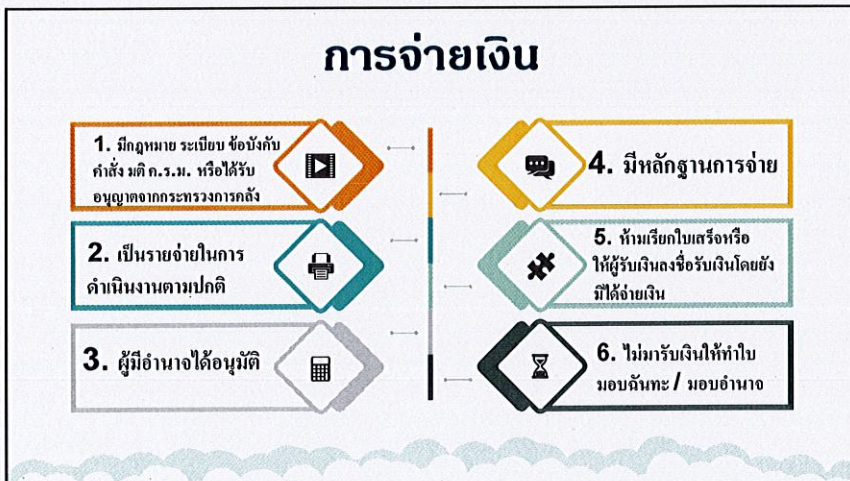 การจ่ายเงิน
1. มีกฎหมาย ระเบียบ ข้อบังคับ
คำสั่ง มติ ค.ร.ม. หรือได้รับ
อนุญาตจากกระทรวงการคลัง
2. เป็นรายจ่ายในการ
ดำเนินงานตามปกติ
3. ผู้มีอำนาจได้อนุมัติ
4. มีหลักฐานการจ่าย
5. ห้ามเรียกใบเสร็จหรือ
ให้ผู้รับเงินลงชื่อรับเงินโดยยัง
มิได้จ่ายเงิน
6. ไม่มารับเงินให้ทำใบ
มอบฉันทะ / มอบอำนาจ